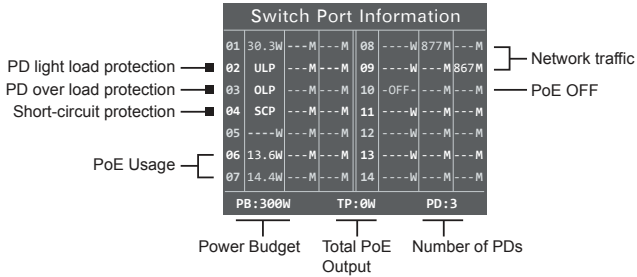 Switch Port Information
01 30.3W ---M ---M 08 ----W 877M ---M
02 ULP ---M ---M 09 ----W ---M 867M
03 OLP ---M ---M 10 -OFF- ---M ---M
04 SCP ---M ---M 11 ----W ---M ---M
05 ----W ---M ---M 12 ----W ---M ---M
06 13.6W ---M ---M 13 ----W ---M ---M
07 14.4W ---M ---M 14 ----W ---M ---M
PB:300W TP:0W PD:3
PD light load protection
PD over load protection
Short-circuit protection
PoE Usage
Network traffic
PoE OFF
Power Budget
Total PoE
Output
Number of PDs